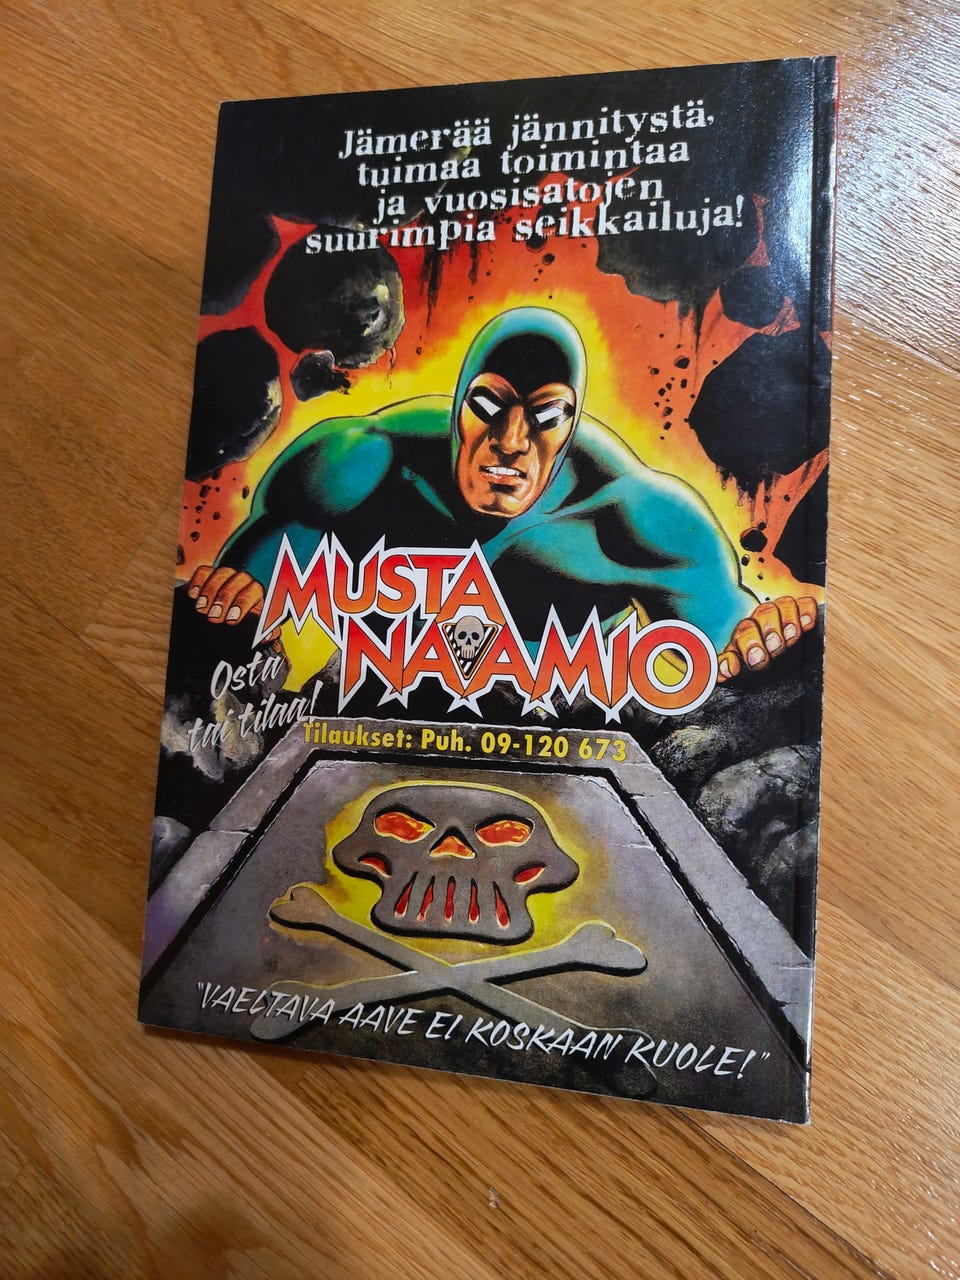 Jämerää jännitystä,
tuimaa toimintaa
ja vuosisatojen
suurimpia seikkailuja!
MUSTA
NAAMIO
Osta
tai tilaa!
Tilaukset: Puh. 09-120 673
"VAELTAVA AAVE EI KOSKAAN KUOLE!"